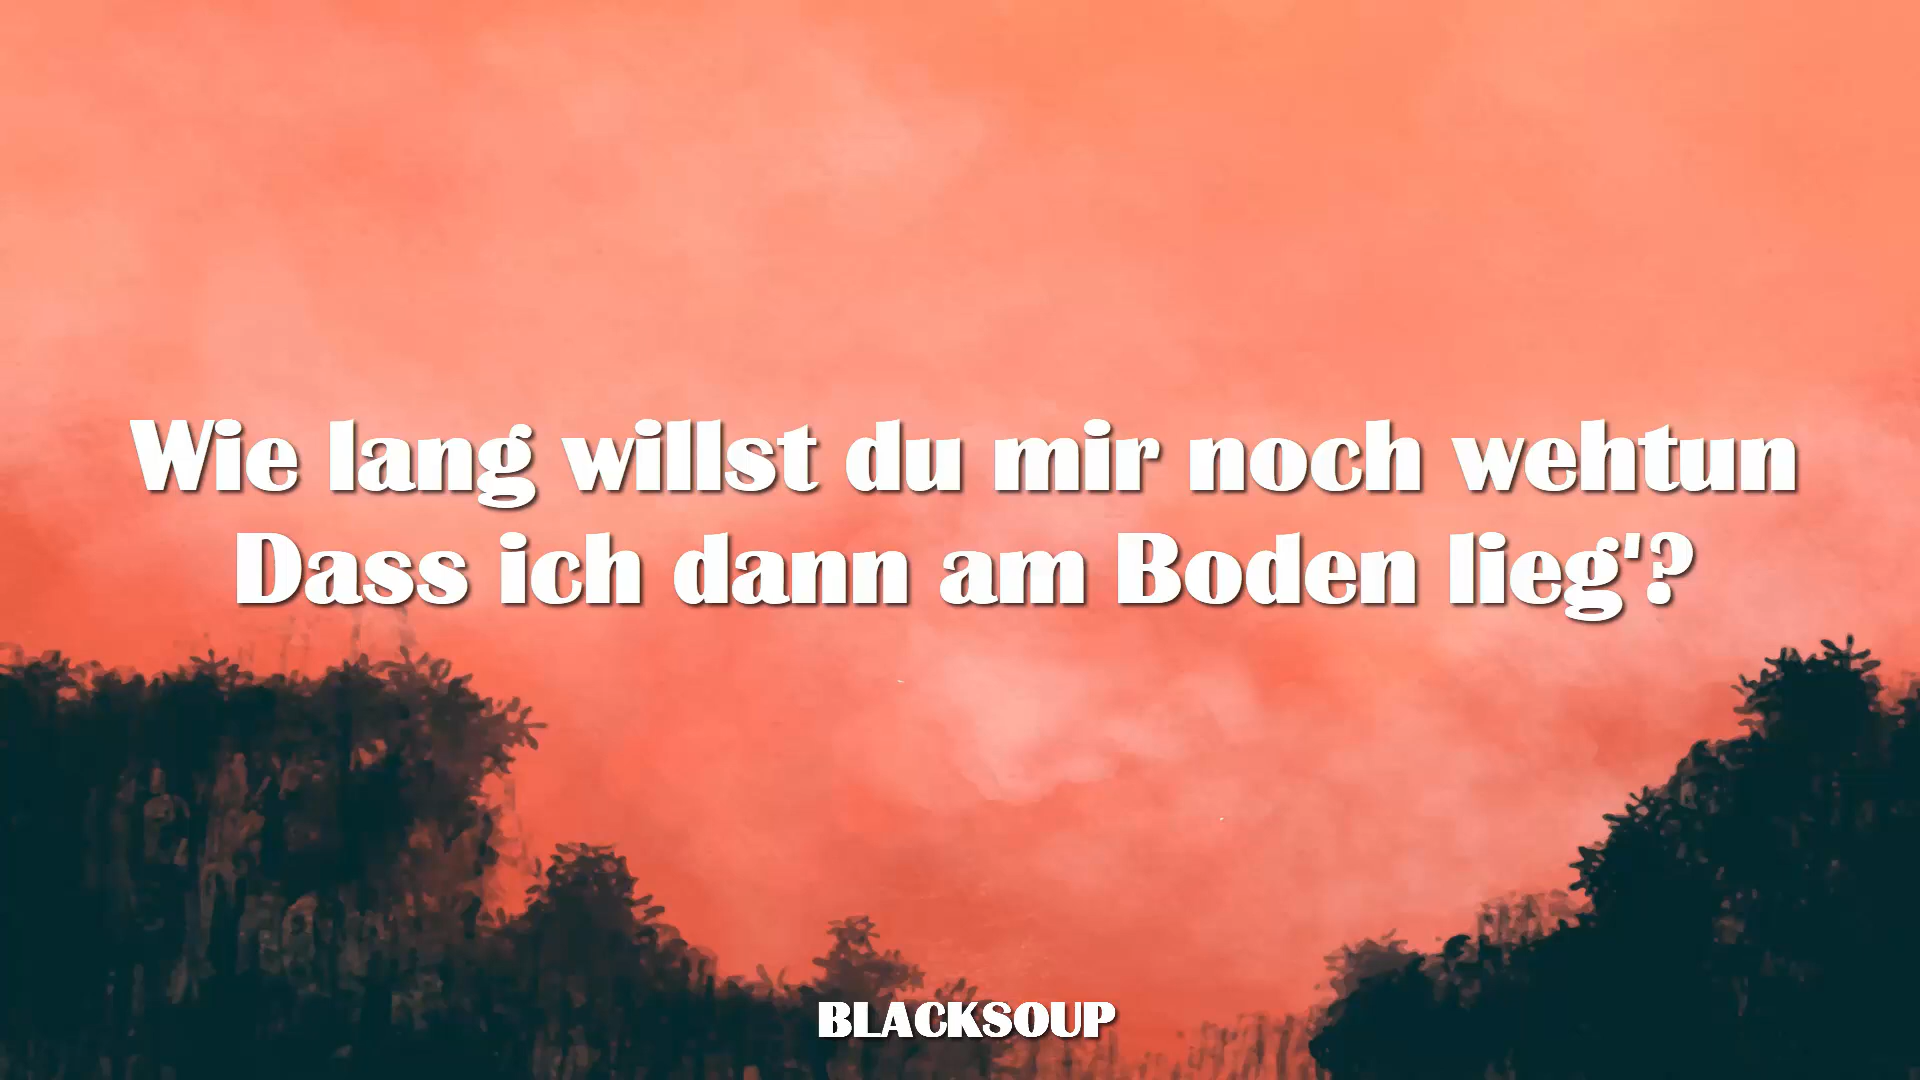 Wie lang willst du mir noch wehtun
Dass ich dann am Boden lieg'?
BLACKSOUP